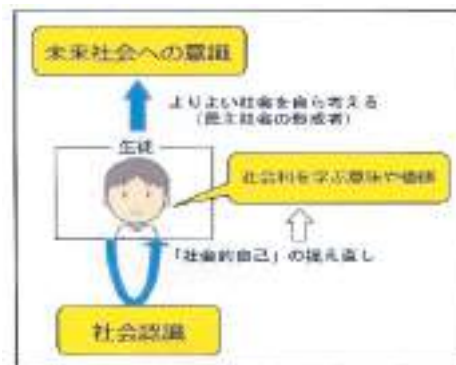 未来社会への意識
よりよい社会を自ら考える
(民主社会の形成者)
生徒
社会科を学ぶ意味や価値
「社会的自己」の捉え直し
社会認識